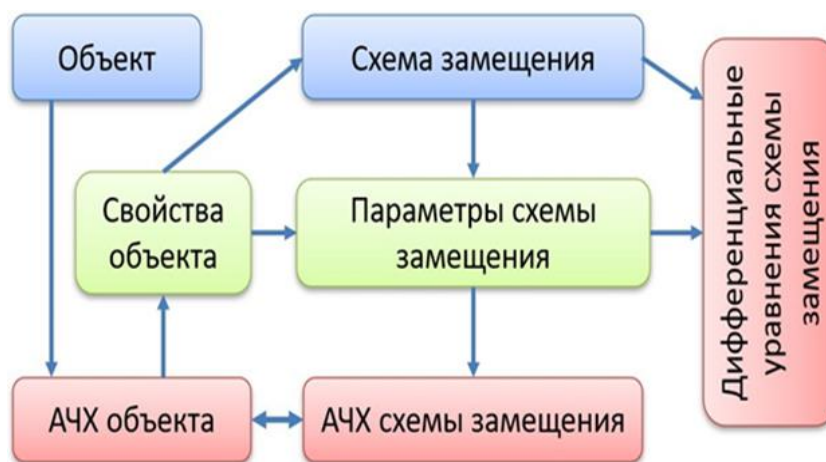 Объект
Схема замещения
Свойства
объекта
Параметры схемы
замещения
АЧХ объекта
АЧХ схемы замещения
Дифференциальные
уравнения схемы
замещения